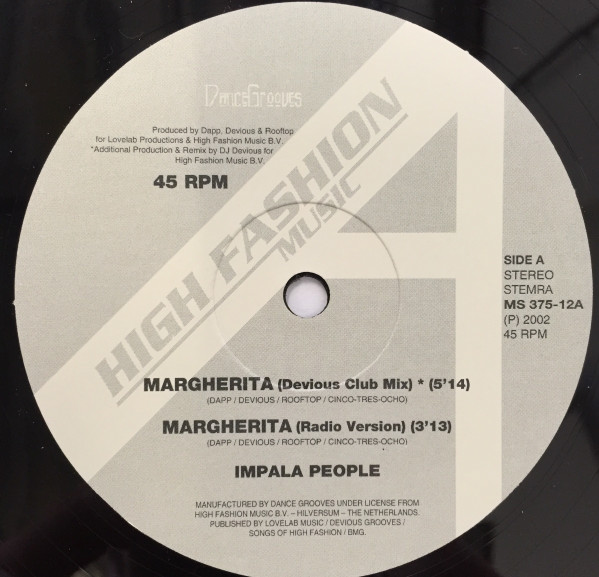 DanceGrooves
Produced by Dapp, Devious & Rooftop
for Lovelab Productions & High Fashion Music B.V.
*Additional Production & Remix by DJ Devious for
High Fashion Music B.V.
45 RPM
HIGH FASHION
MUSIC
SIDE A
STEREO
STEMRA
MS 375-12A
(P) 2002
45 RPM
MARGHERITA (Devious Club Mix) * (5'14)
(DAPP / DEVIOUS / ROOFTOP / CINCO-TRES-OCHO)
MARGHERITA (Radio Version) (3'13)
(DAPP / DEVIOUS / ROOFTOP / CINCO-TRES-OCHO)
IMPALA PEOPLE
MANUFACTURED BY DANCE GROOVES UNDER LICENSE FROM
HIGH FASHION MUSIC B.V. – HILVERSUM – THE NETHERLANDS.
PUBLISHED BY LOVELAB MUSIC / DEVIOUS GROOVES /
SONGS OF HIGH FASHION / BMG.